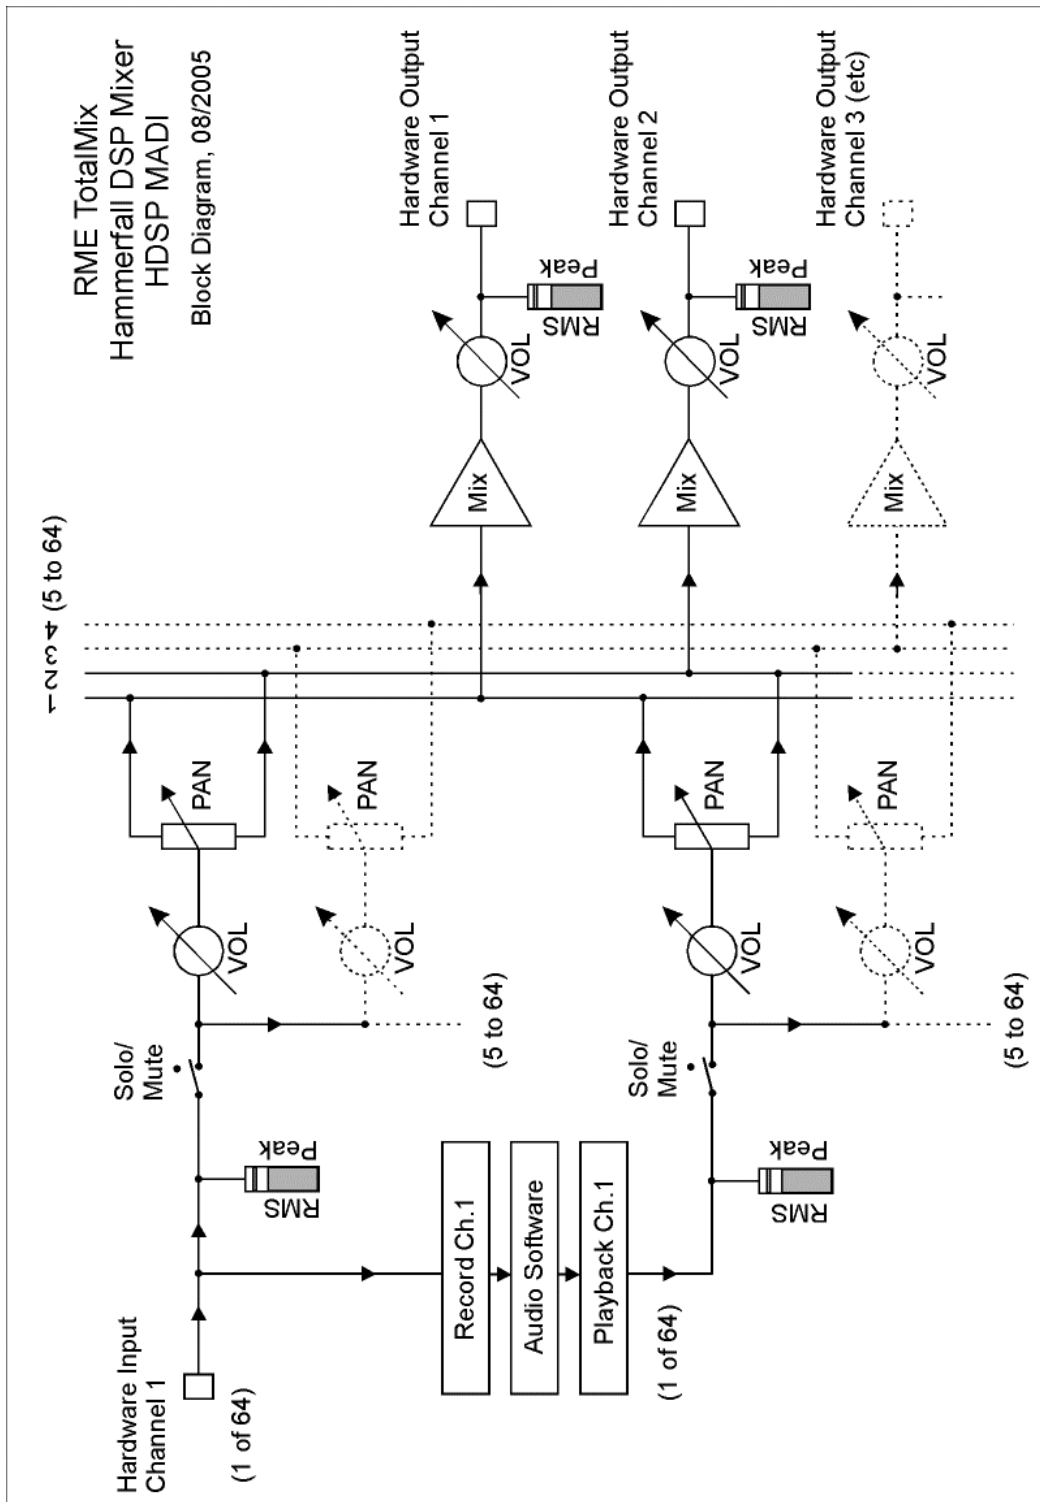 RME TotalMix
Hammerfall DSP Mixer
HDSP MADI
Block Diagram, 08/2005
Hardware Input
Channel 1
(1 of 64)
RMS
Peak
Solo/
Mute
VOL
PAN
VOL
PAN
(5 to 64)
Record Ch.1
Audio Software
Playback Ch.1
(1 of 64)
RMS
Peak
Solo/
Mute
VOL
PAN
VOL
PAN
(5 to 64)
1 2 3 4 (5 to 64)
Mix
VOL
RMS
Peak
Hardware Output
Channel 1
Mix
VOL
RMS
Peak
Hardware Output
Channel 2
Mix
VOL
Hardware Output
Channel 3 (etc)